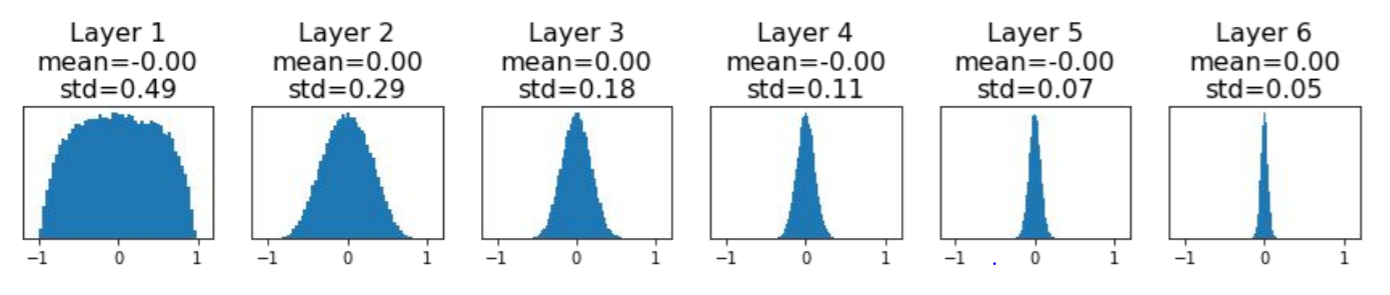 Layer 1
mean=-0.00
std=0.49
−1 0 1
Layer 2
mean=0.00
std=0.29
−1 0 1
Layer 3
mean=0.00
std=0.18
−1 0 1
Layer 4
mean=-0.00
std=0.11
−1 0 1
Layer 5
mean=-0.00
std=0.07
−1 0 1
Layer 6
mean=0.00
std=0.05
−1 0 1